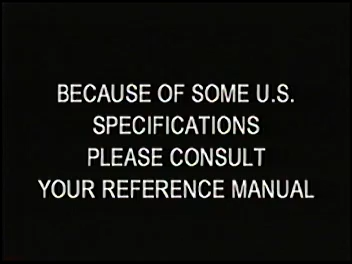 BECAUSE OF SOME U.S.
SPECIFICATIONS
PLEASE CONSULT
YOUR REFERENCE MANUAL